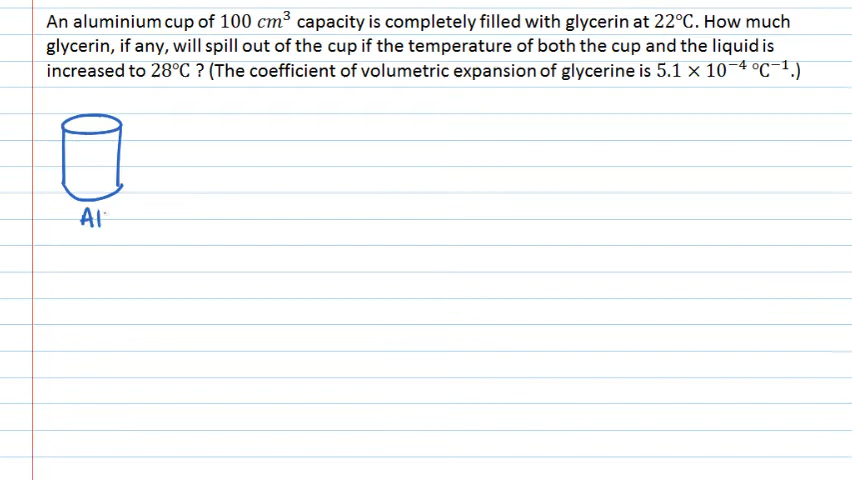 An aluminium cup of 100 cm³ capacity is completely filled with glycerin at 22°C. How much
glycerin, if any, will spill out of the cup if the temperature of both the cup and the liquid is
increased to 28°C ? (The coefficient of volumetric expansion of glycerine is 5.1 × 10⁻⁴ °C⁻¹.)
Al